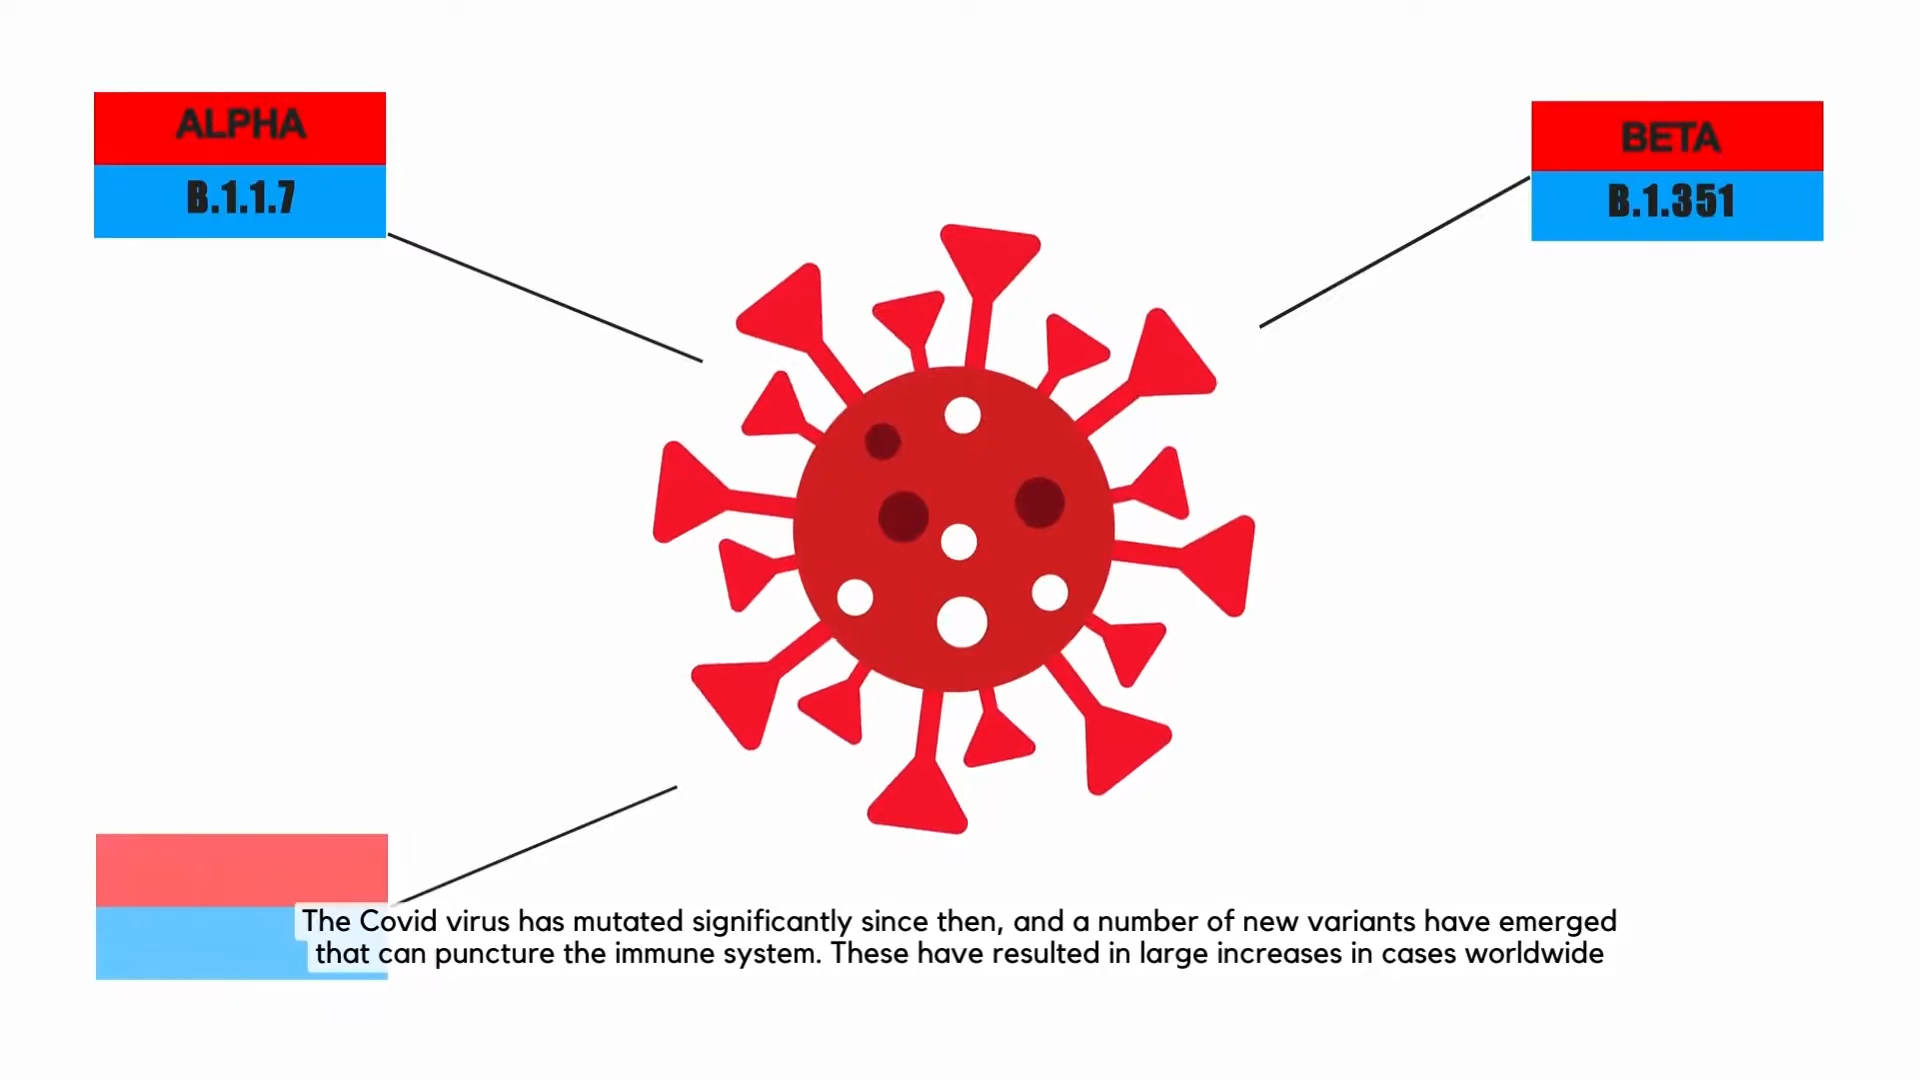 ALPHA
B.1.1.7
BETA
B.1.351
The Covid virus has mutated significantly since then, and a number of new variants have emerged
that can puncture the immune system. These have resulted in large increases in cases worldwide